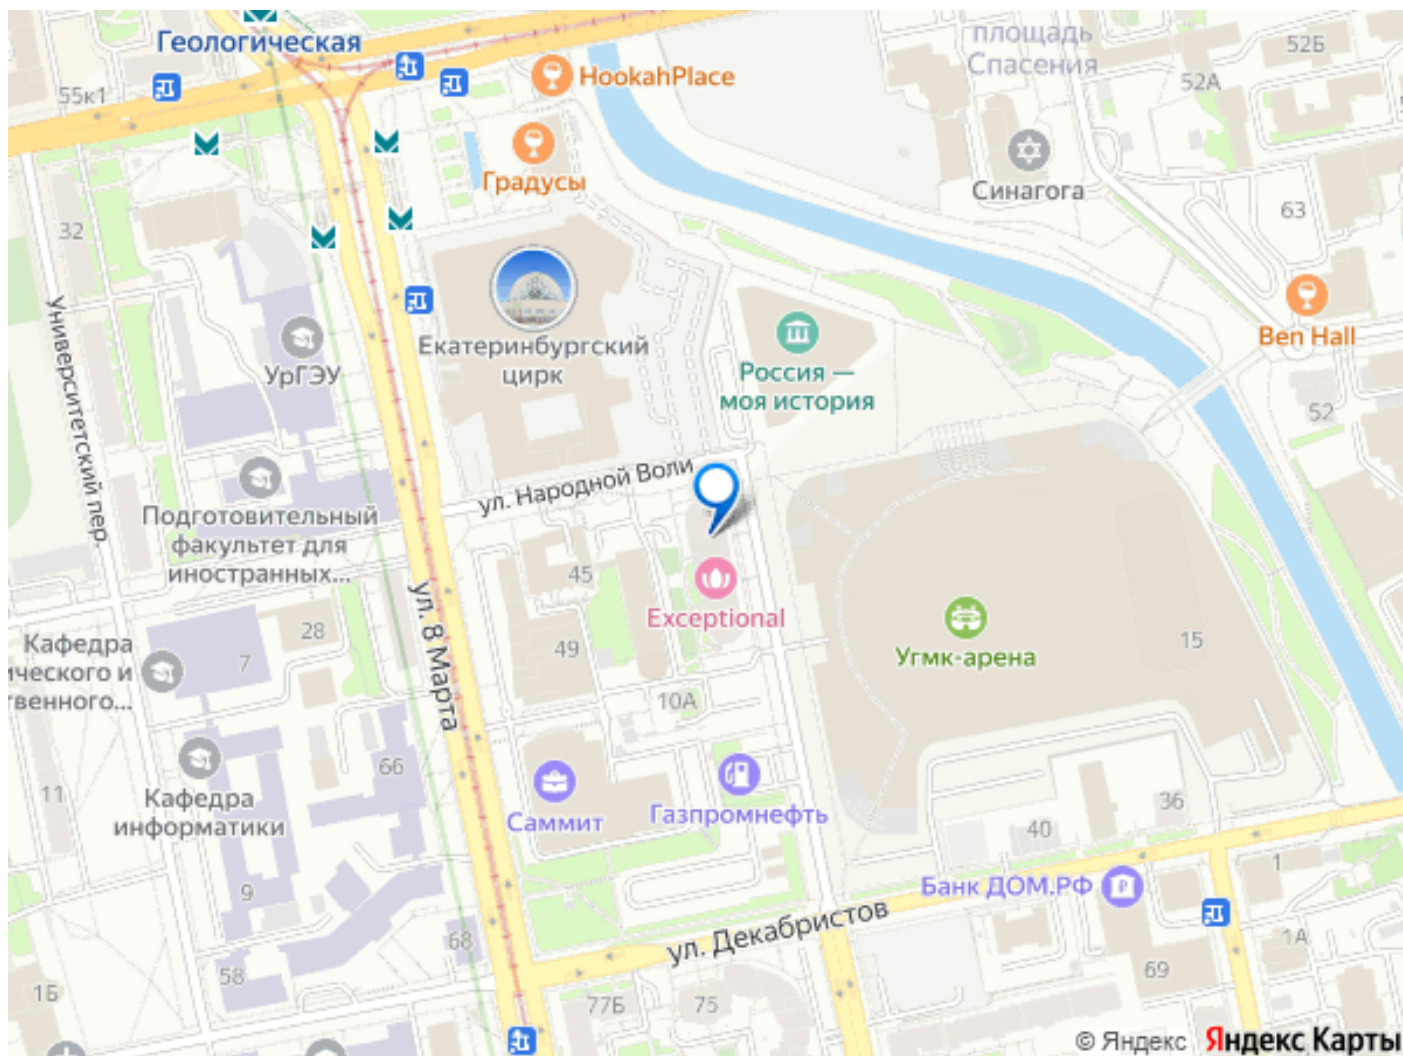 Геологическая
55к1
HookahPlace
площадь
Спасения
52Б
52А
Градусы
Синагога
32
63
Екатеринбургский
цирк
УрГЭУ
Россия —
моя история
Ben Hall
52
Университетский пер.
ул. Народной Воли
Подготовительный
факультет для
иностранных...
45
Exceptional
ул. 8 Марта
28
49
Угмк-арена
15
Кафедра
ического и
твенного...
7
10А
66
11
Кафедра
информатики
Саммит
Газпромнефть
36
40
1
9
Банк ДОМ.РФ
ул. Декабристов
68
1А
58
69
1Б
77Б
75
© Яндекс Яндекс Карты